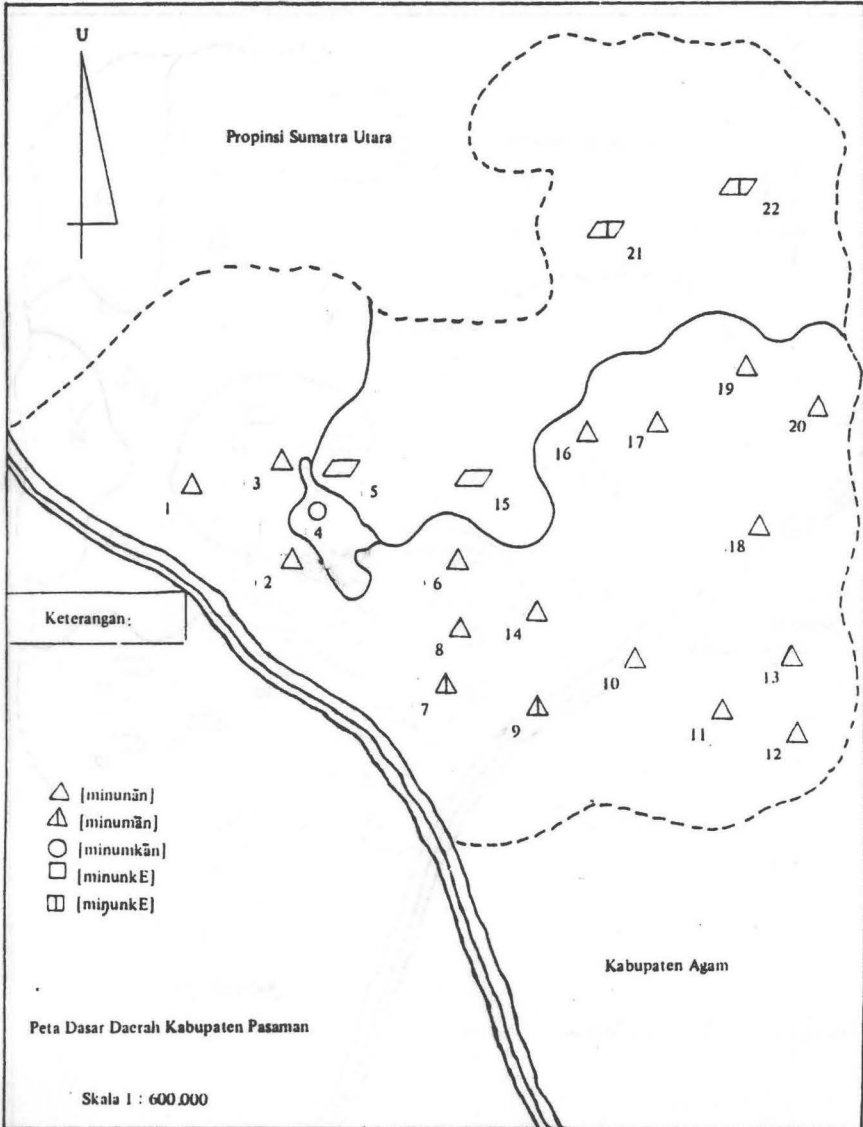 U
Propinsi Sumatra Utara
22
21
19
20
16
17
3
5
15
1
4
18
2
6
14
8
13
10
7
9
11
12
Keterangan:
[minunān]
[minumān]
[minumkān]
[minunkE]
[miŋunkE]
Kabupaten Agam
Peta Dasar Daerah Kabupaten Pasaman
Skala 1 : 600.000